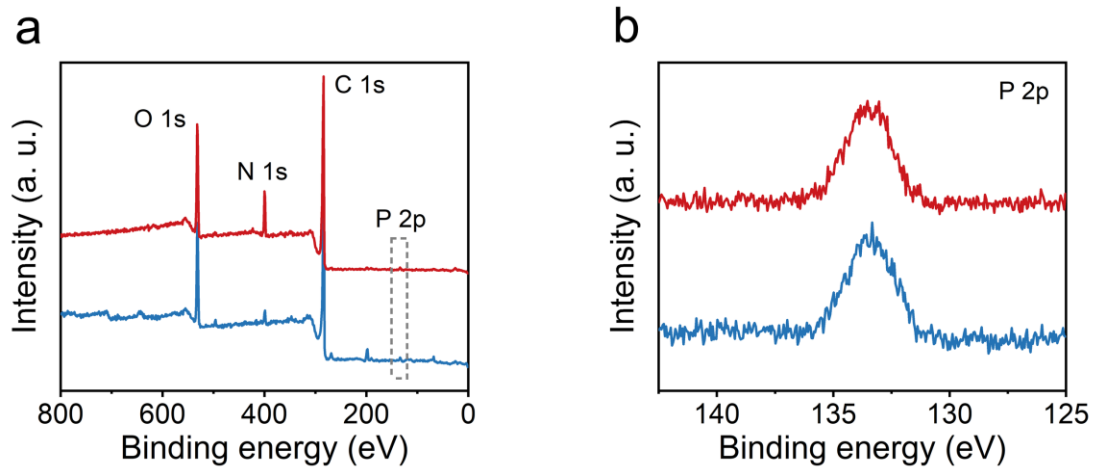 a
C 1s
O 1s
N 1s
P 2p
Intensity (a. u.)
800 600 400 200 0
Binding energy (eV)
b
P 2p
Intensity (a. u.)
140 135 130 125
Binding energy (eV)